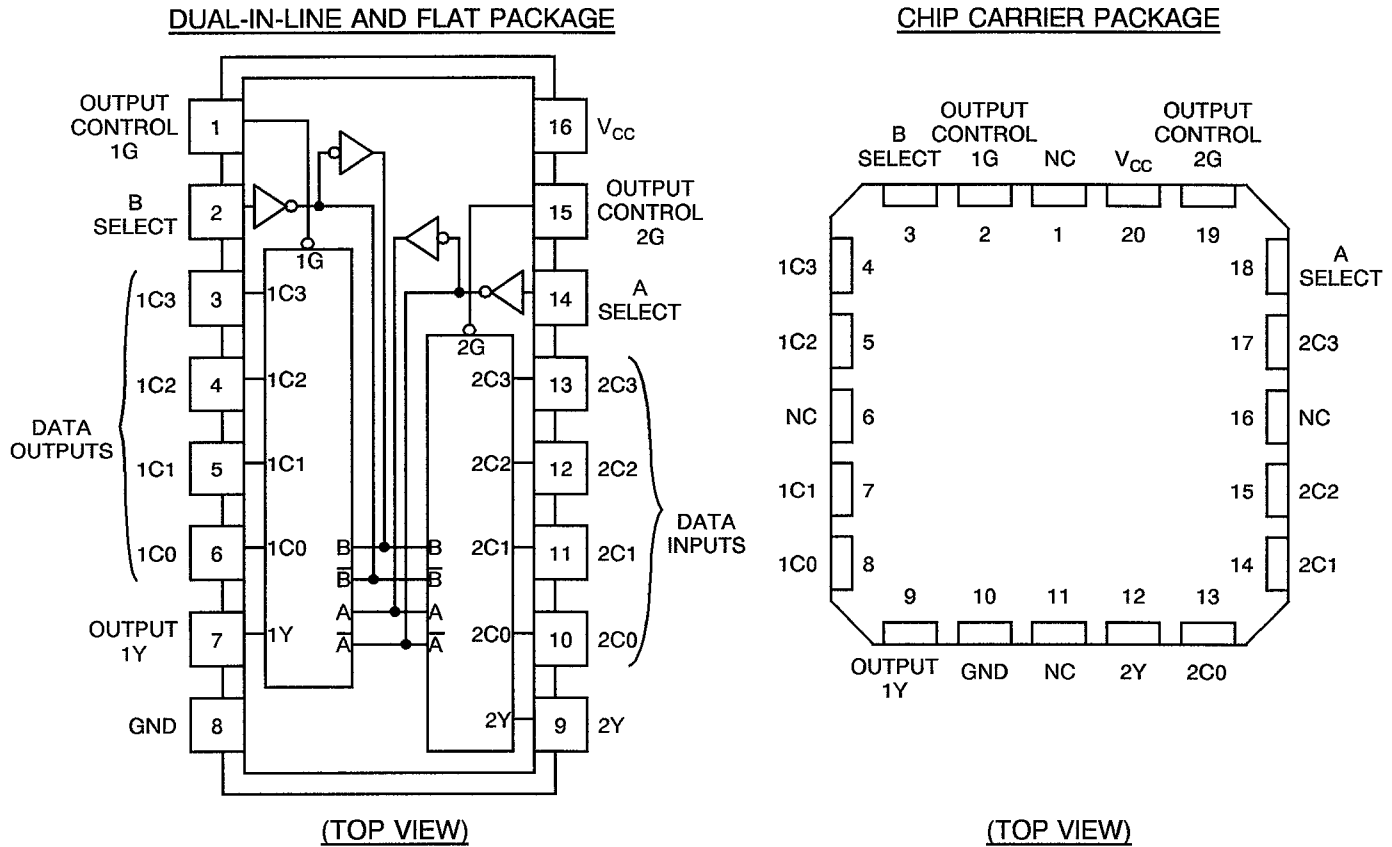 DUAL-IN-LINE AND FLAT PACKAGE
OUTPUT
CONTROL
1G
1
B
SELECT
2
1C3
3
1C2
4
DATA
OUTPUTS
1C1
5
1C0
6
OUTPUT
1Y
7
GND
8
1G
1C3
1C2
1C1
1C0
1Y
B
B̅
A
A̅
B
B̅
A
A̅
2G
2C3
2C2
2C1
2C0
2Y
16
VCC
15
OUTPUT
CONTROL
2G
14
A
SELECT
13
2C3
12
2C2
DATA
INPUTS
11
2C1
10
2C0
9
2Y
(TOP VIEW)
CHIP CARRIER PACKAGE
B
SELECT
OUTPUT
CONTROL
1G
NC
VCC
OUTPUT
CONTROL
2G
3
2
1
20
19
1C3
4
1C2
5
NC
6
1C1
7
1C0
8
18
A
SELECT
17
2C3
16
NC
15
2C2
14
2C1
9
10
11
12
13
OUTPUT
1Y
GND
NC
2Y
2C0
(TOP VIEW)